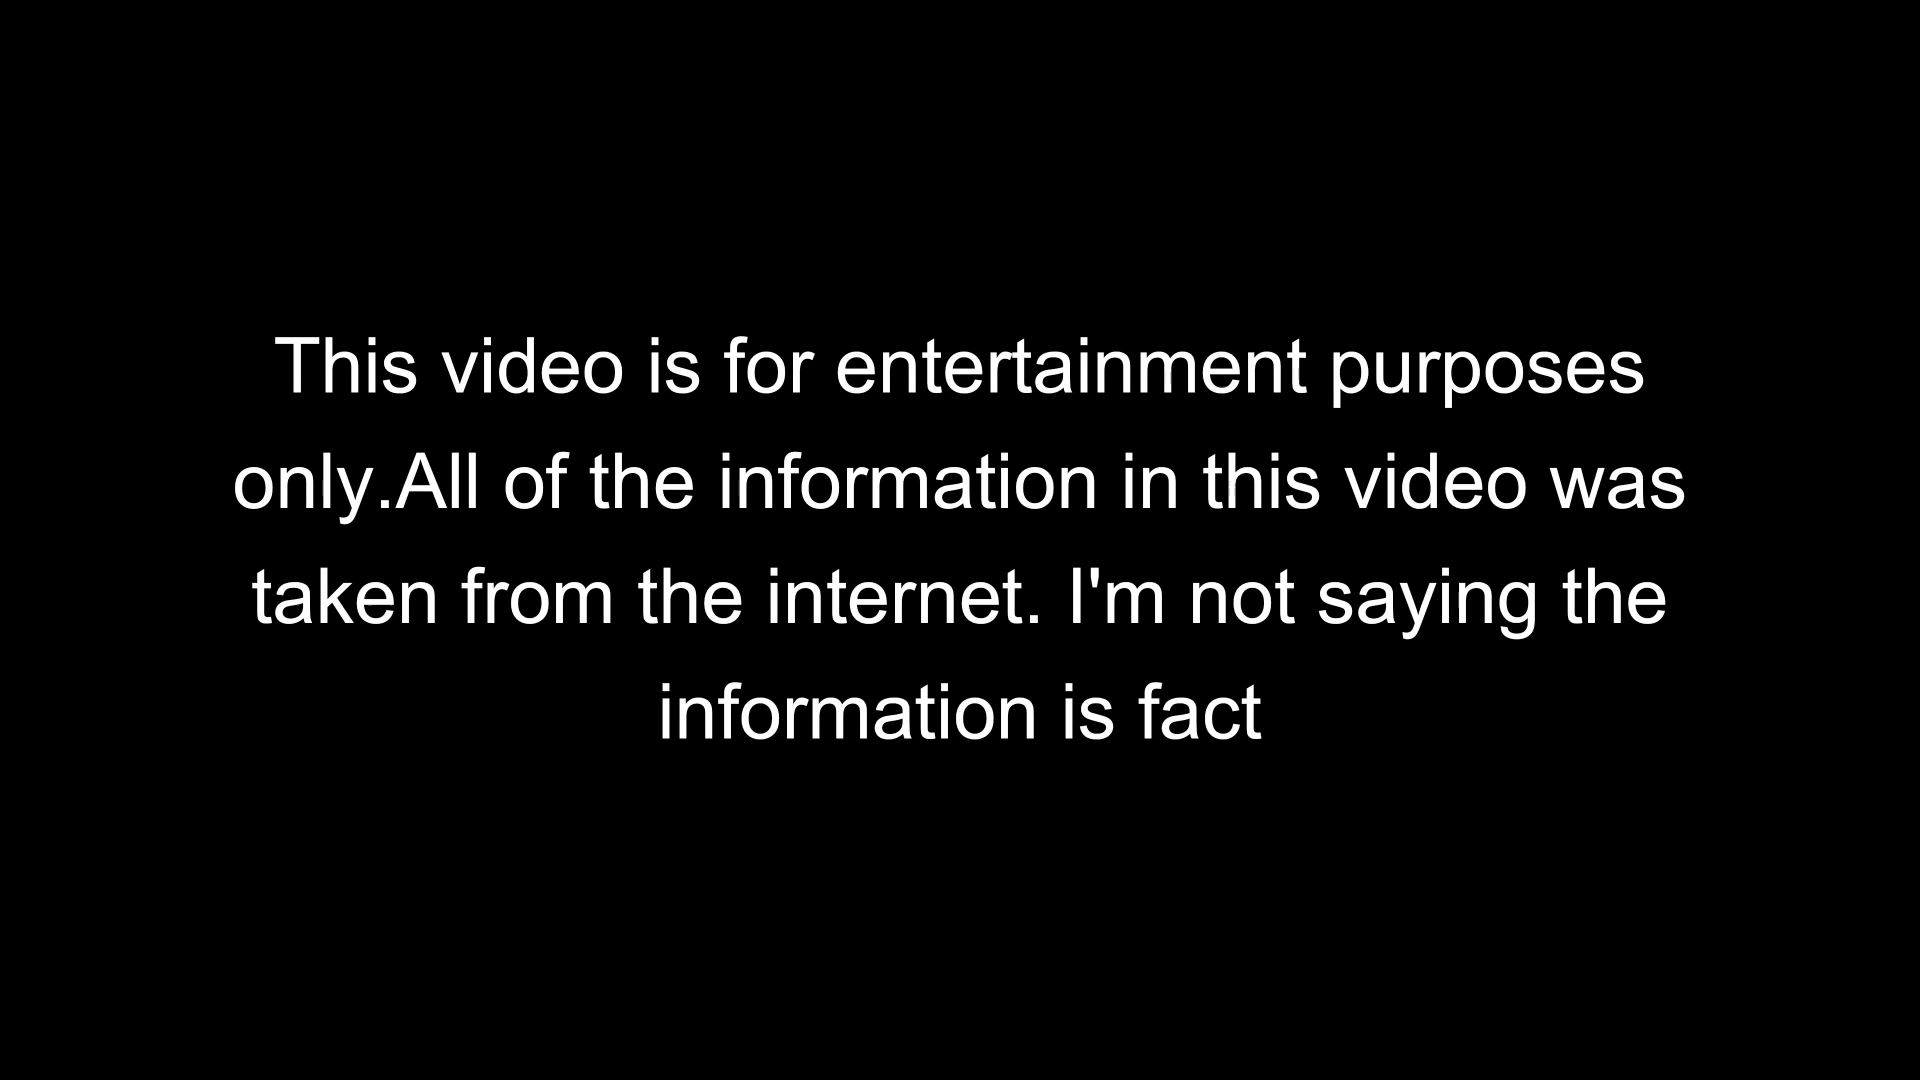 This video is for entertainment purposes
only.All of the information in this video was
taken from the internet. I'm not saying the
information is fact